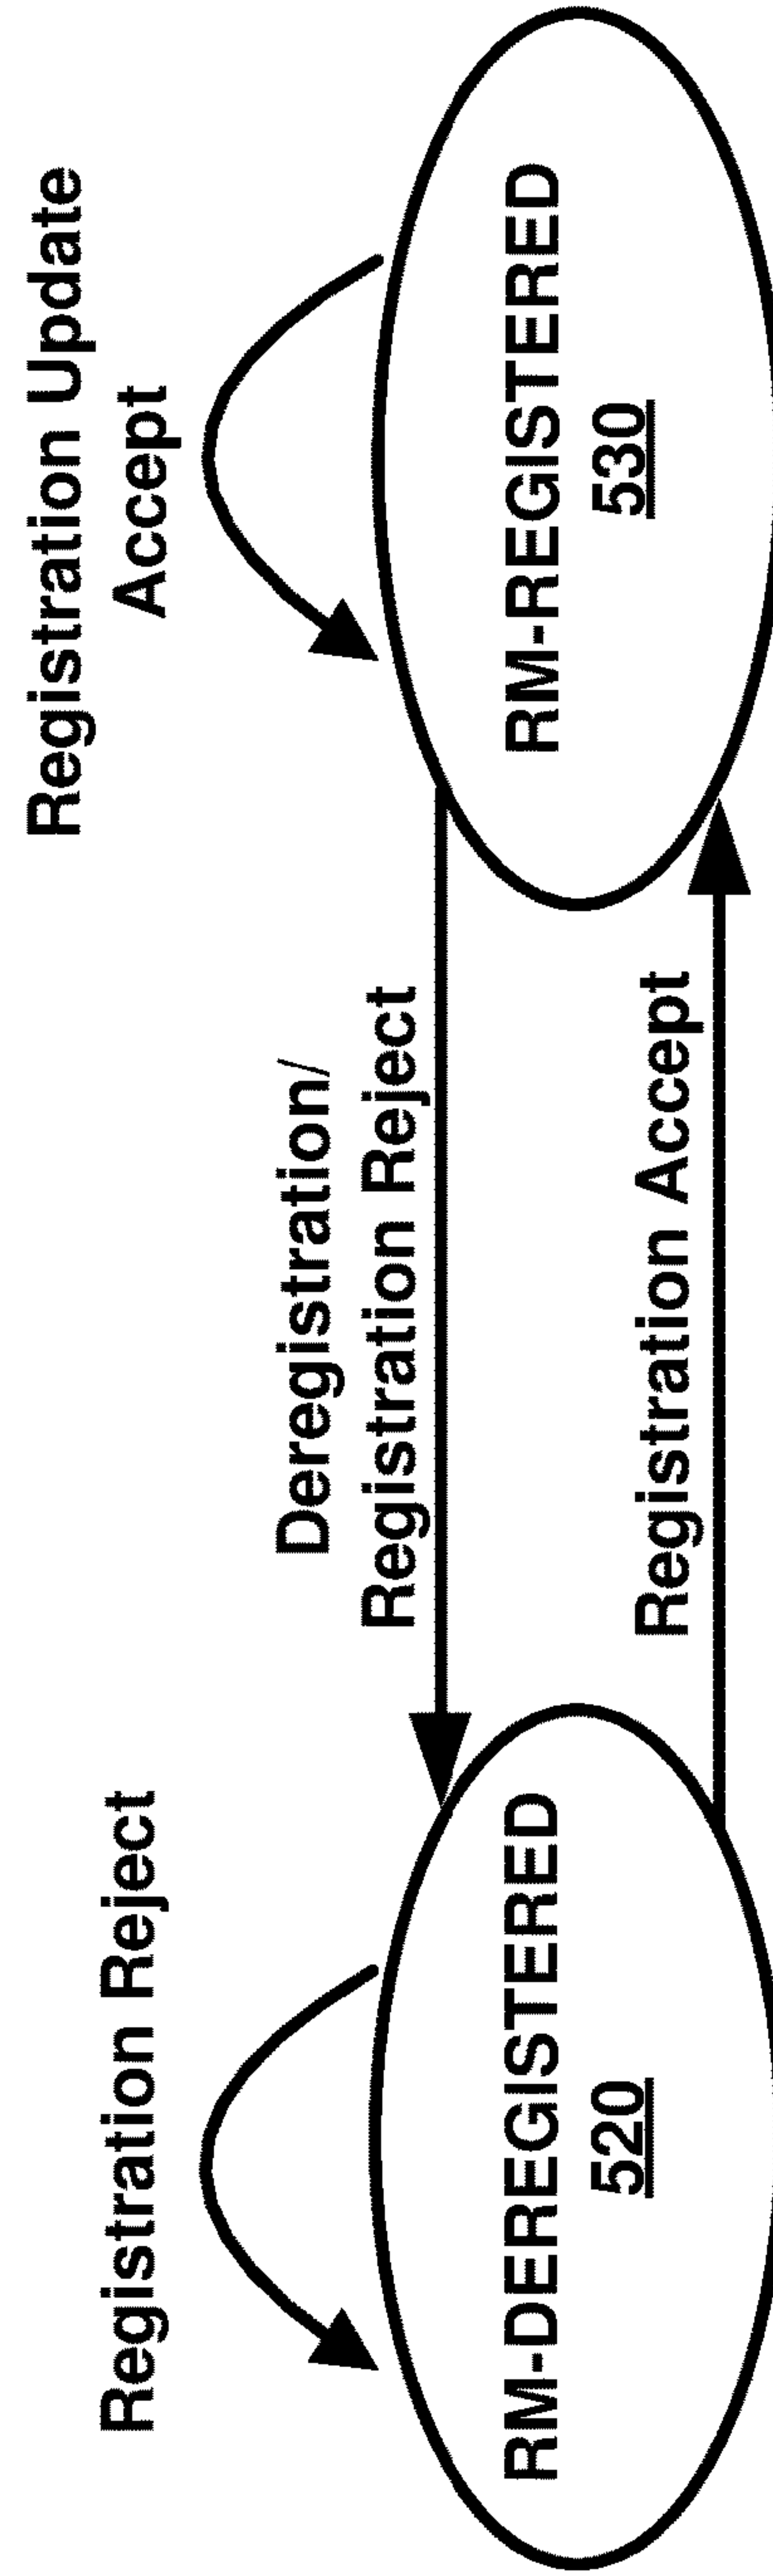 Registration Reject
Registration Update
Accept
Deregistration/
Registration Reject
RM-DEREGISTERED
520
RM-REGISTERED
530
Registration Accept